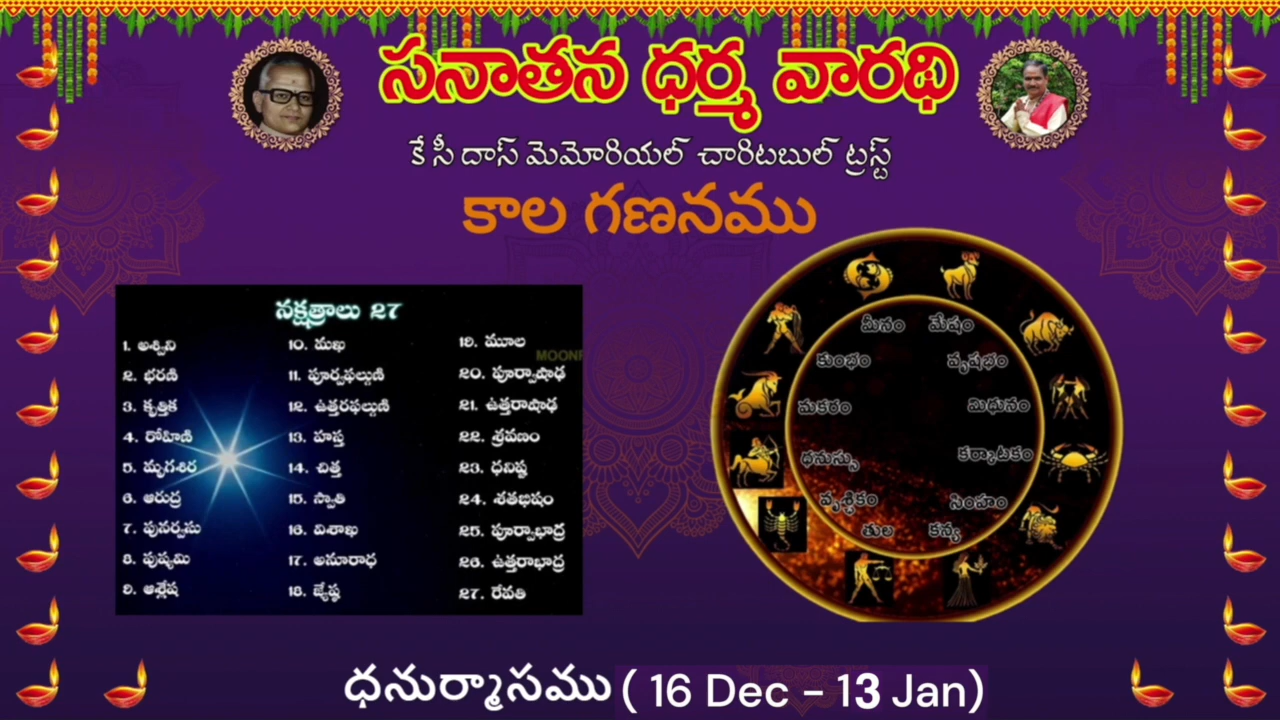 సనాతన ధర్మ వారధి
కే సీ దాస్ మెమోరియల్ చారిటబుల్ ట్రస్ట్
కాల గణనము
నక్షత్రాలు 27
1. అశ్విని
2. భరణి
3. కృత్తిక
4. రోహిణి
5. మృగశిర
6. ఆరుద్ర
7. పునర్వసు
8. పుష్యమి
9. ఆశ్లేష
10. మఖ
11. పూర్వఫల్గుణి
12. ఉత్తరఫల్గుణి
13. హస్త
14. చిత్త
15. స్వాతి
16. విశాఖ
17. అనూరాధ
18. జ్యేష్ఠ
19. మూల
20. పూర్వాషాఢ
21. ఉత్తరాషాఢ
22. శ్రవణం
23. ధనిష్ట
24. శతభిషం
25. పూర్వాభాద్ర
26. ఉత్తరాభాద్ర
27. రేవతి
మీనం మేషం
కుంభం వృషభం
మకరం మిథునం
ధనుస్సు కర్కాటకం
వృశ్చికం సింహం
తుల కన్య
ధనుర్మాసము ( 16 Dec - 13 Jan)